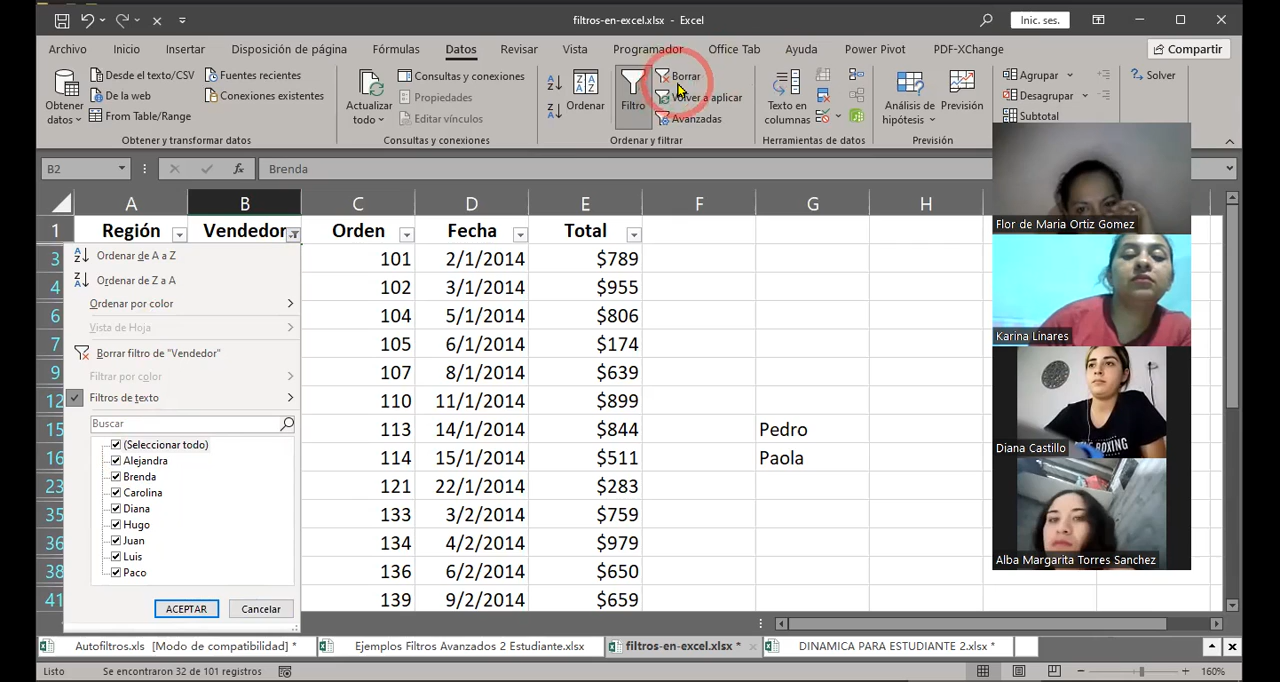 filtros-en-excel.xlsx - Excel
Inic. ses.
Archivo Inicio Insertar Disposición de página Fórmulas Datos Revisar Vista Programador Office Tab Ayuda Power Pivot PDF-XChange Compartir
Obtener datos
Desde el texto/CSV
De la web
From Table/Range
Fuentes recientes
Conexiones existentes
Obtener y transformar datos
Actualizar todo
Consultas y conexiones
Propiedades
Editar vínculos
Consultas y conexiones
Ordenar
Filtro
Borrar
Volver a aplicar
Avanzadas
Ordenar y filtrar
Texto en columnas
Herramientas de datos
Análisis de hipótesis
Previsión
Previsión
Agrupar
Desagrupar
Subtotal
Solver
B2 fx Brenda
A B C D E F G H
1 Región Vendedor Orden Fecha Total
3 101 2/1/2014 $789
4 102 3/1/2014 $955
6 104 5/1/2014 $806
7 105 6/1/2014 $174
9 107 8/1/2014 $639
12 110 11/1/2014 $899
15 113 14/1/2014 $844 Pedro
16 114 15/1/2014 $511 Paola
23 121 22/1/2014 $283
35 133 3/2/2014 $759
36 134 4/2/2014 $979
38 136 6/2/2014 $650
41 139 9/2/2014 $659
Ordenar de A a Z
Ordenar de Z a A
Ordenar por color
Vista de Hoja
Borrar filtro de "Vendedor"
Filtrar por color
Filtros de texto
Buscar
(Seleccionar todo)
Alejandra
Brenda
Carolina
Diana
Hugo
Juan
Luis
Paco
ACEPTAR Cancelar
Flor de Maria Ortiz Gomez
Karina Linares
Diana Castillo
BOXING
Alba Margarita Torres Sanchez
Autofiltros.xls [Modo de compatibilidad] * Ejemplos Filtros Avanzados 2 Estudiante.xlsx filtros-en-excel.xlsx * DINAMICA PARA ESTUDIANTE 2.xlsx *
Listo Se encontraron 32 de 101 registros 160%